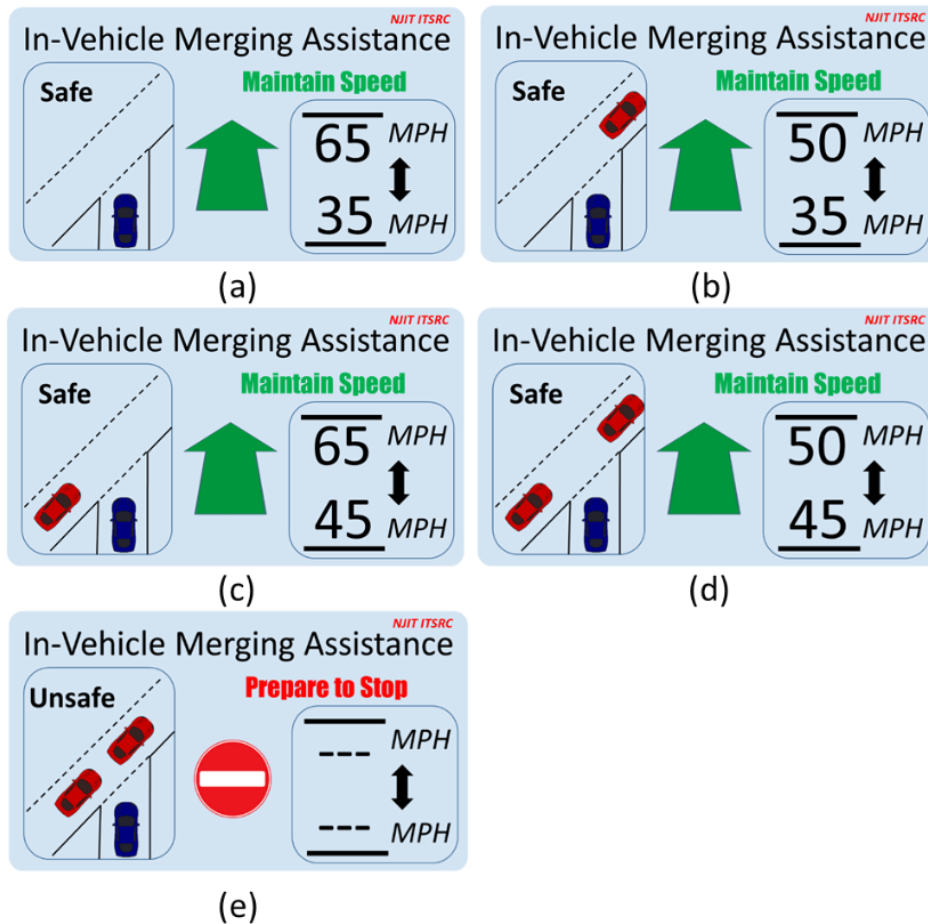 NJIT ITSRC
In-Vehicle Merging Assistance
Safe
Maintain Speed
65 MPH
35 MPH
(a)
NJIT ITSRC
In-Vehicle Merging Assistance
Safe
Maintain Speed
50 MPH
35 MPH
(b)
NJIT ITSRC
In-Vehicle Merging Assistance
Safe
Maintain Speed
65 MPH
45 MPH
(c)
NJIT ITSRC
In-Vehicle Merging Assistance
Safe
Maintain Speed
50 MPH
45 MPH
(d)
NJIT ITSRC
In-Vehicle Merging Assistance
Unsafe
Prepare to Stop
--- MPH
--- MPH
(e)